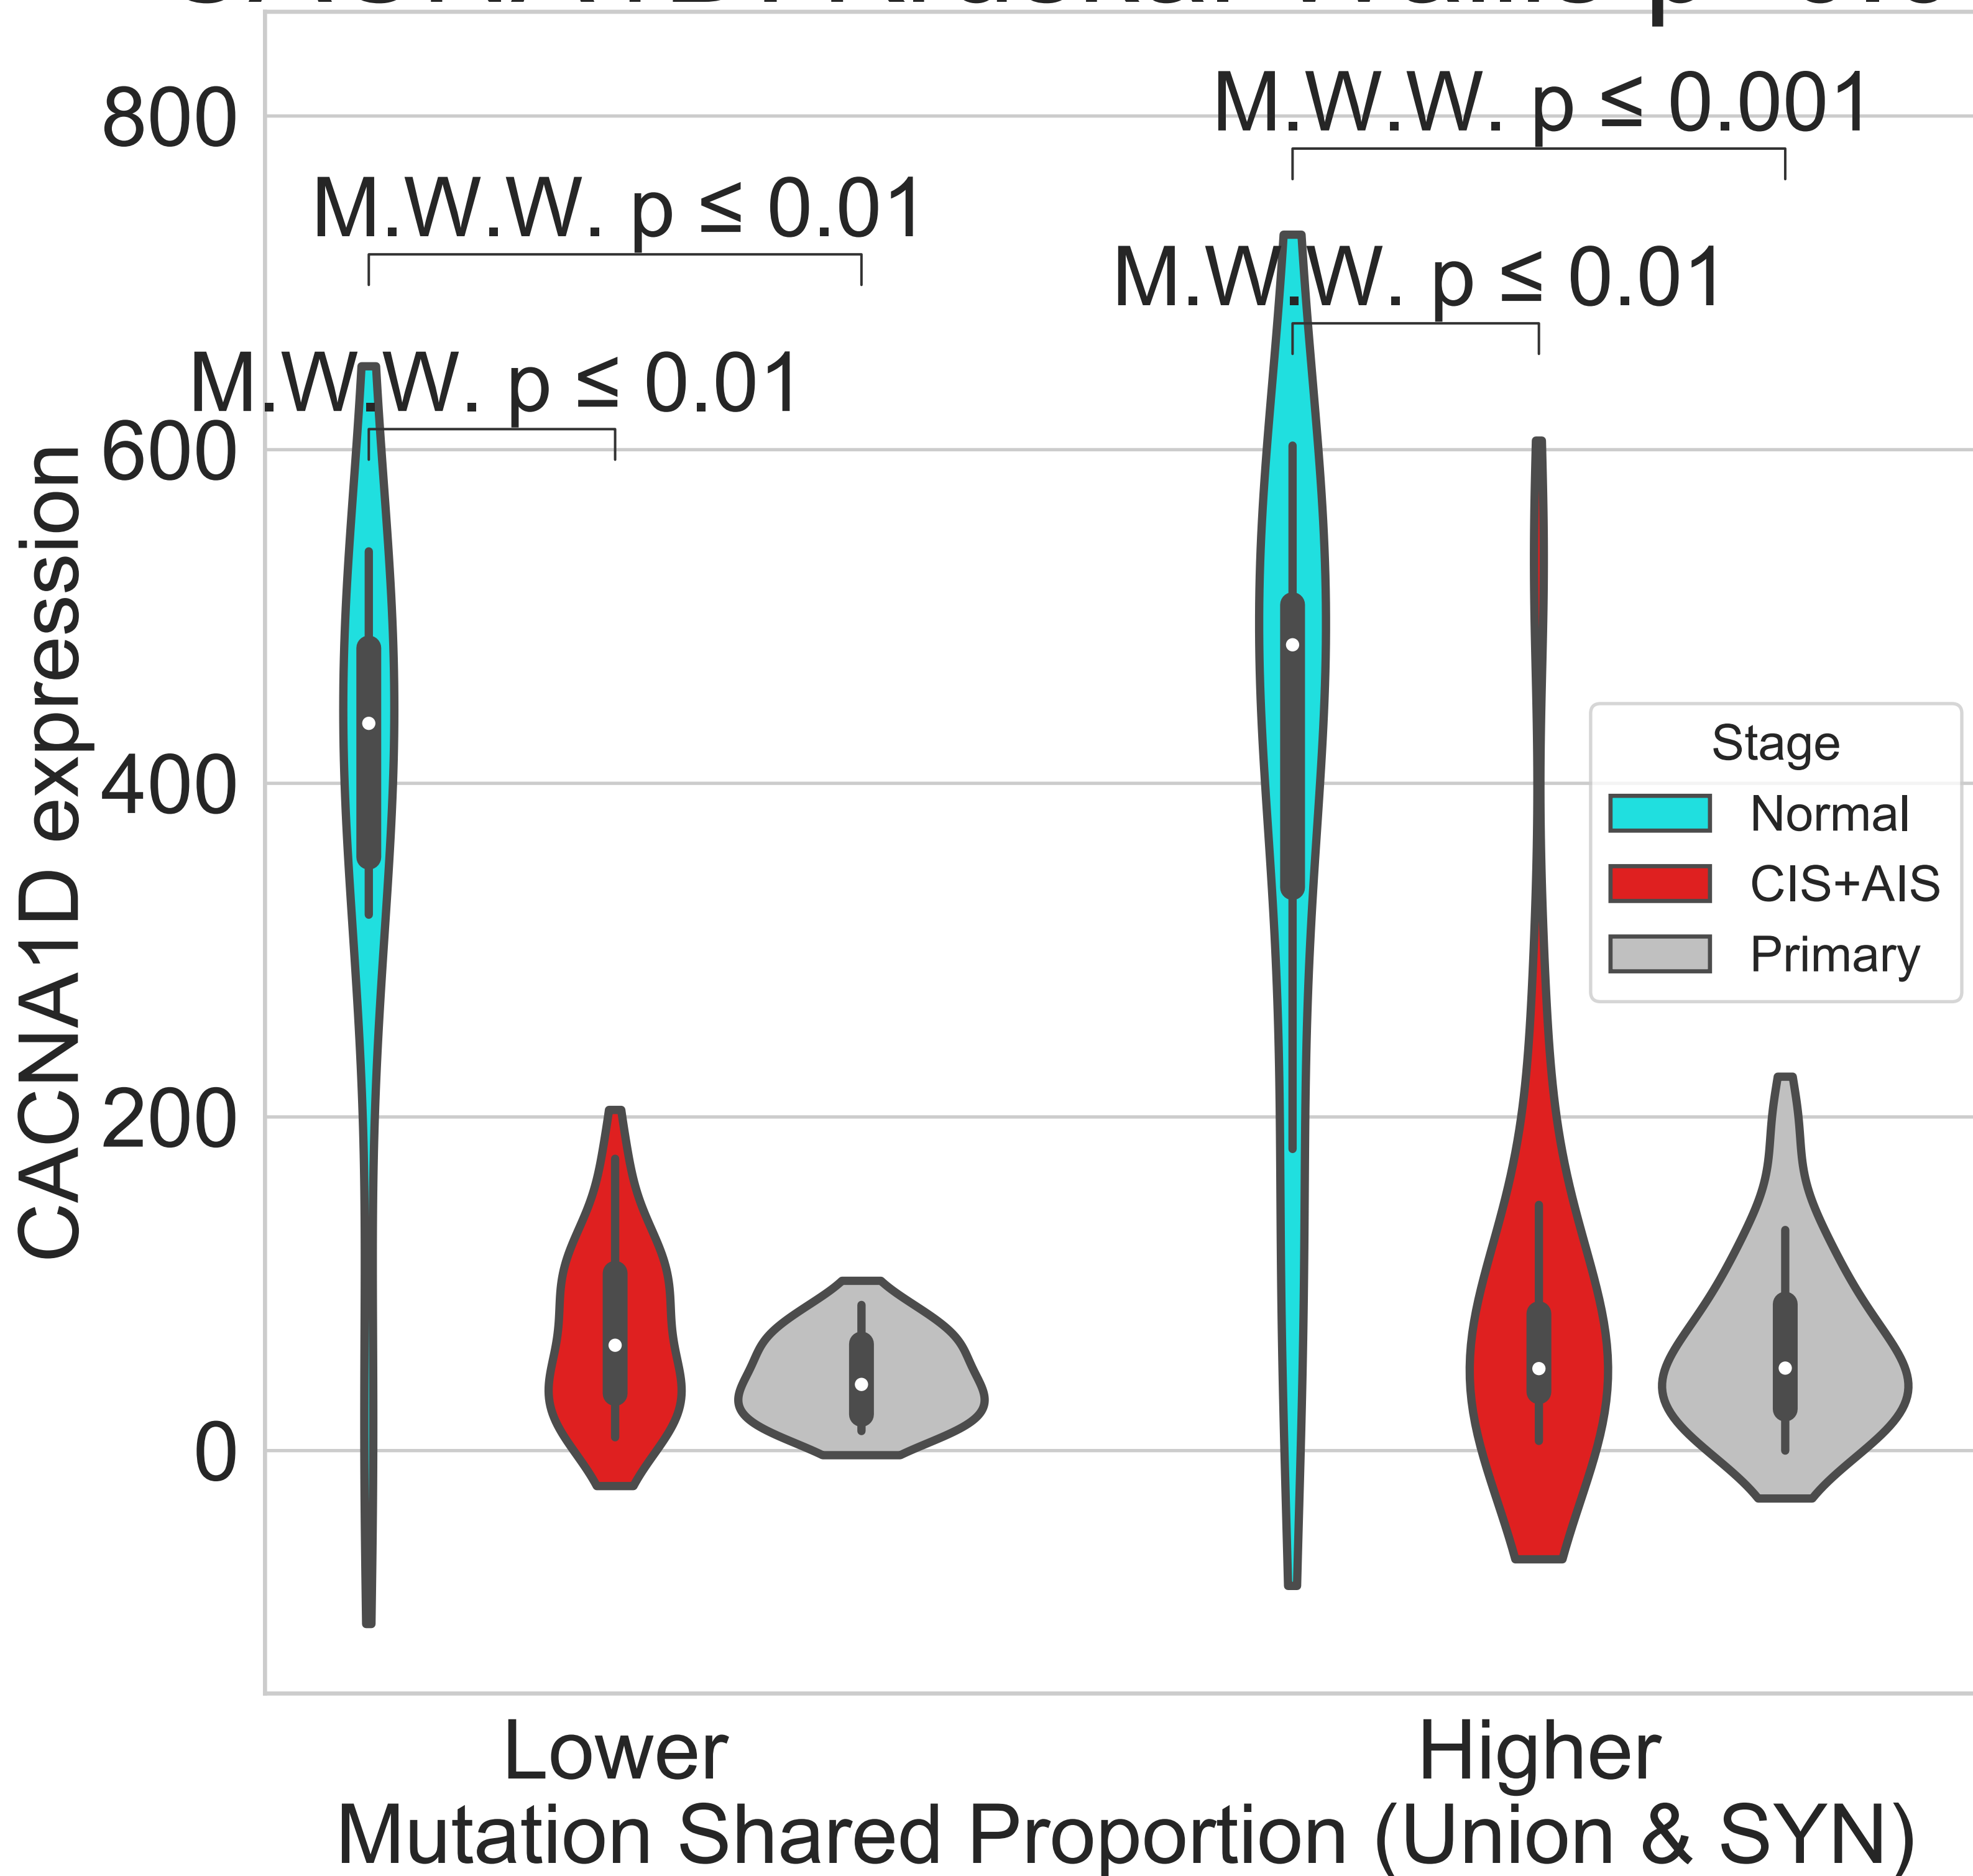 M.W.W. p ≤ 0.001
800
M.W.W. p ≤ 0.01
M.W.W. p ≤ 0.01
M.W.W. p ≤ 0.01
600
CACNA1D expression
400
200
0
Stage
Normal
CIS+AIS
Primary
Lower
Higher
Mutation Shared Proportion (Union & SYN)